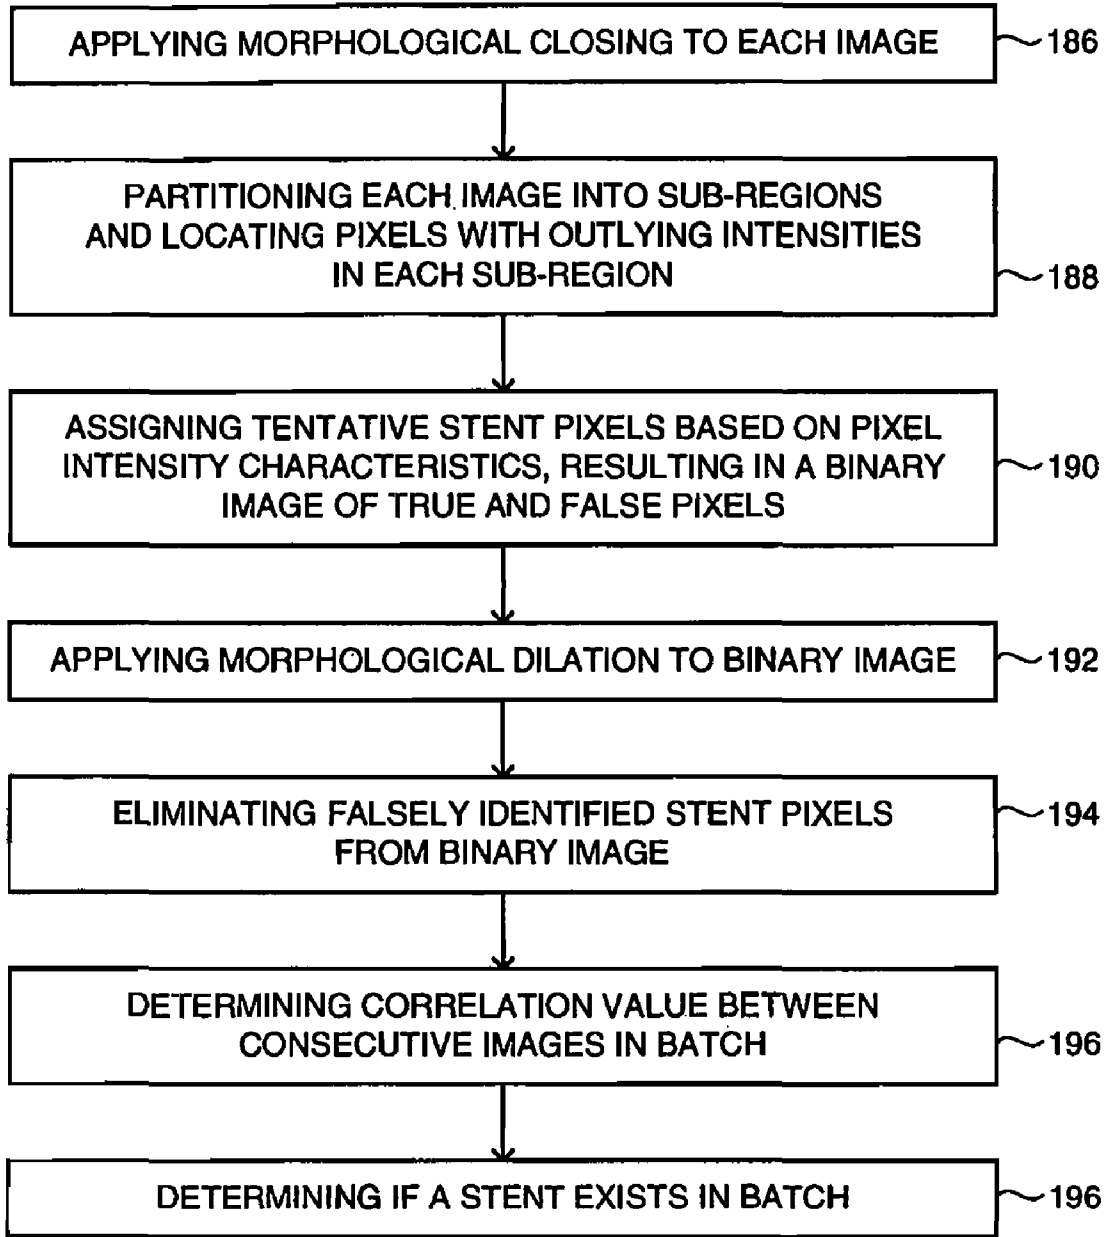 APPLYING MORPHOLOGICAL CLOSING TO EACH IMAGE
186
PARTITIONING EACH IMAGE INTO SUB-REGIONS
AND LOCATING PIXELS WITH OUTLYING INTENSITIES
IN EACH SUB-REGION
188
ASSIGNING TENTATIVE STENT PIXELS BASED ON PIXEL
INTENSITY CHARACTERISTICS, RESULTING IN A BINARY
IMAGE OF TRUE AND FALSE PIXELS
190
APPLYING MORPHOLOGICAL DILATION TO BINARY IMAGE
192
ELIMINATING FALSELY IDENTIFIED STENT PIXELS
FROM BINARY IMAGE
194
DETERMINING CORRELATION VALUE BETWEEN
CONSECUTIVE IMAGES IN BATCH
196
DETERMINING IF A STENT EXISTS IN BATCH
196